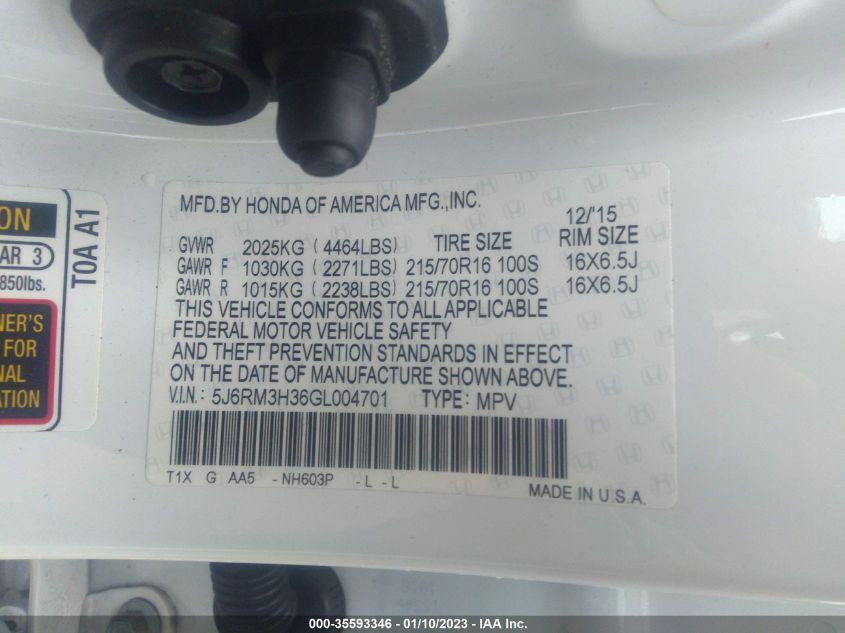 ON
AR 3
850lbs.
NER'S
FOR
NAL
ATION
T0A A1
MFD.BY HONDA OF AMERICA MFG.,INC.
12/'15
GVWR 2025KG (4464LBS) TIRE SIZE RIM SIZE
GAWR F 1030KG (2271LBS) 215/70R16 100S 16X6.5J
GAWR R 1015KG (2238LBS) 215/70R16 100S 16X6.5J
THIS VEHICLE CONFORMS TO ALL APPLICABLE
FEDERAL MOTOR VEHICLE SAFETY
AND THEFT PREVENTION STANDARDS IN EFFECT
ON THE DATE OF MANUFACTURE SHOWN ABOVE.
V.I.N.: 5J6RM3H36GL004701 TYPE: MPV
T1X G AA5 -NH603P -L -L
MADE IN U.S.A.
000-35593346 - 01/10/2023 - IAA Inc.